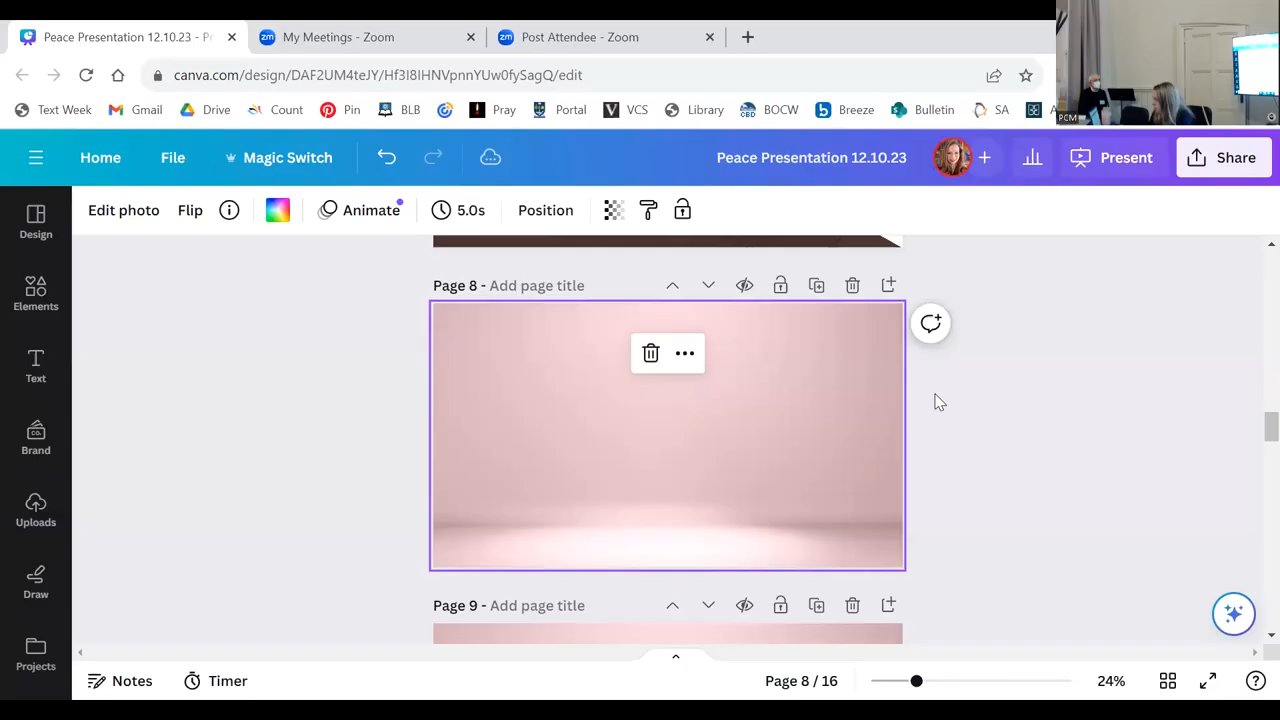 Peace Presentation 12.10.23 - Pr
My Meetings - Zoom
Post Attendee - Zoom
canva.com/design/DAF2UM4teJY/Hf3I8IHNVpnnYUw0fySagQ/edit
Text Week
Gmail
Drive
Count
Pin
BLB
Pray
Portal
VCS
Library
BOCW
Breeze
Bulletin
SA
PCM
Home
File
Magic Switch
Peace Presentation 12.10.23
Present
Share
Edit photo
Flip
Animate
5.0s
Position
Design
Elements
Text
Brand
Uploads
Draw
Projects
Page 8 - Add page title
Page 9 - Add page title
Notes
Timer
Page 8 / 16
24%